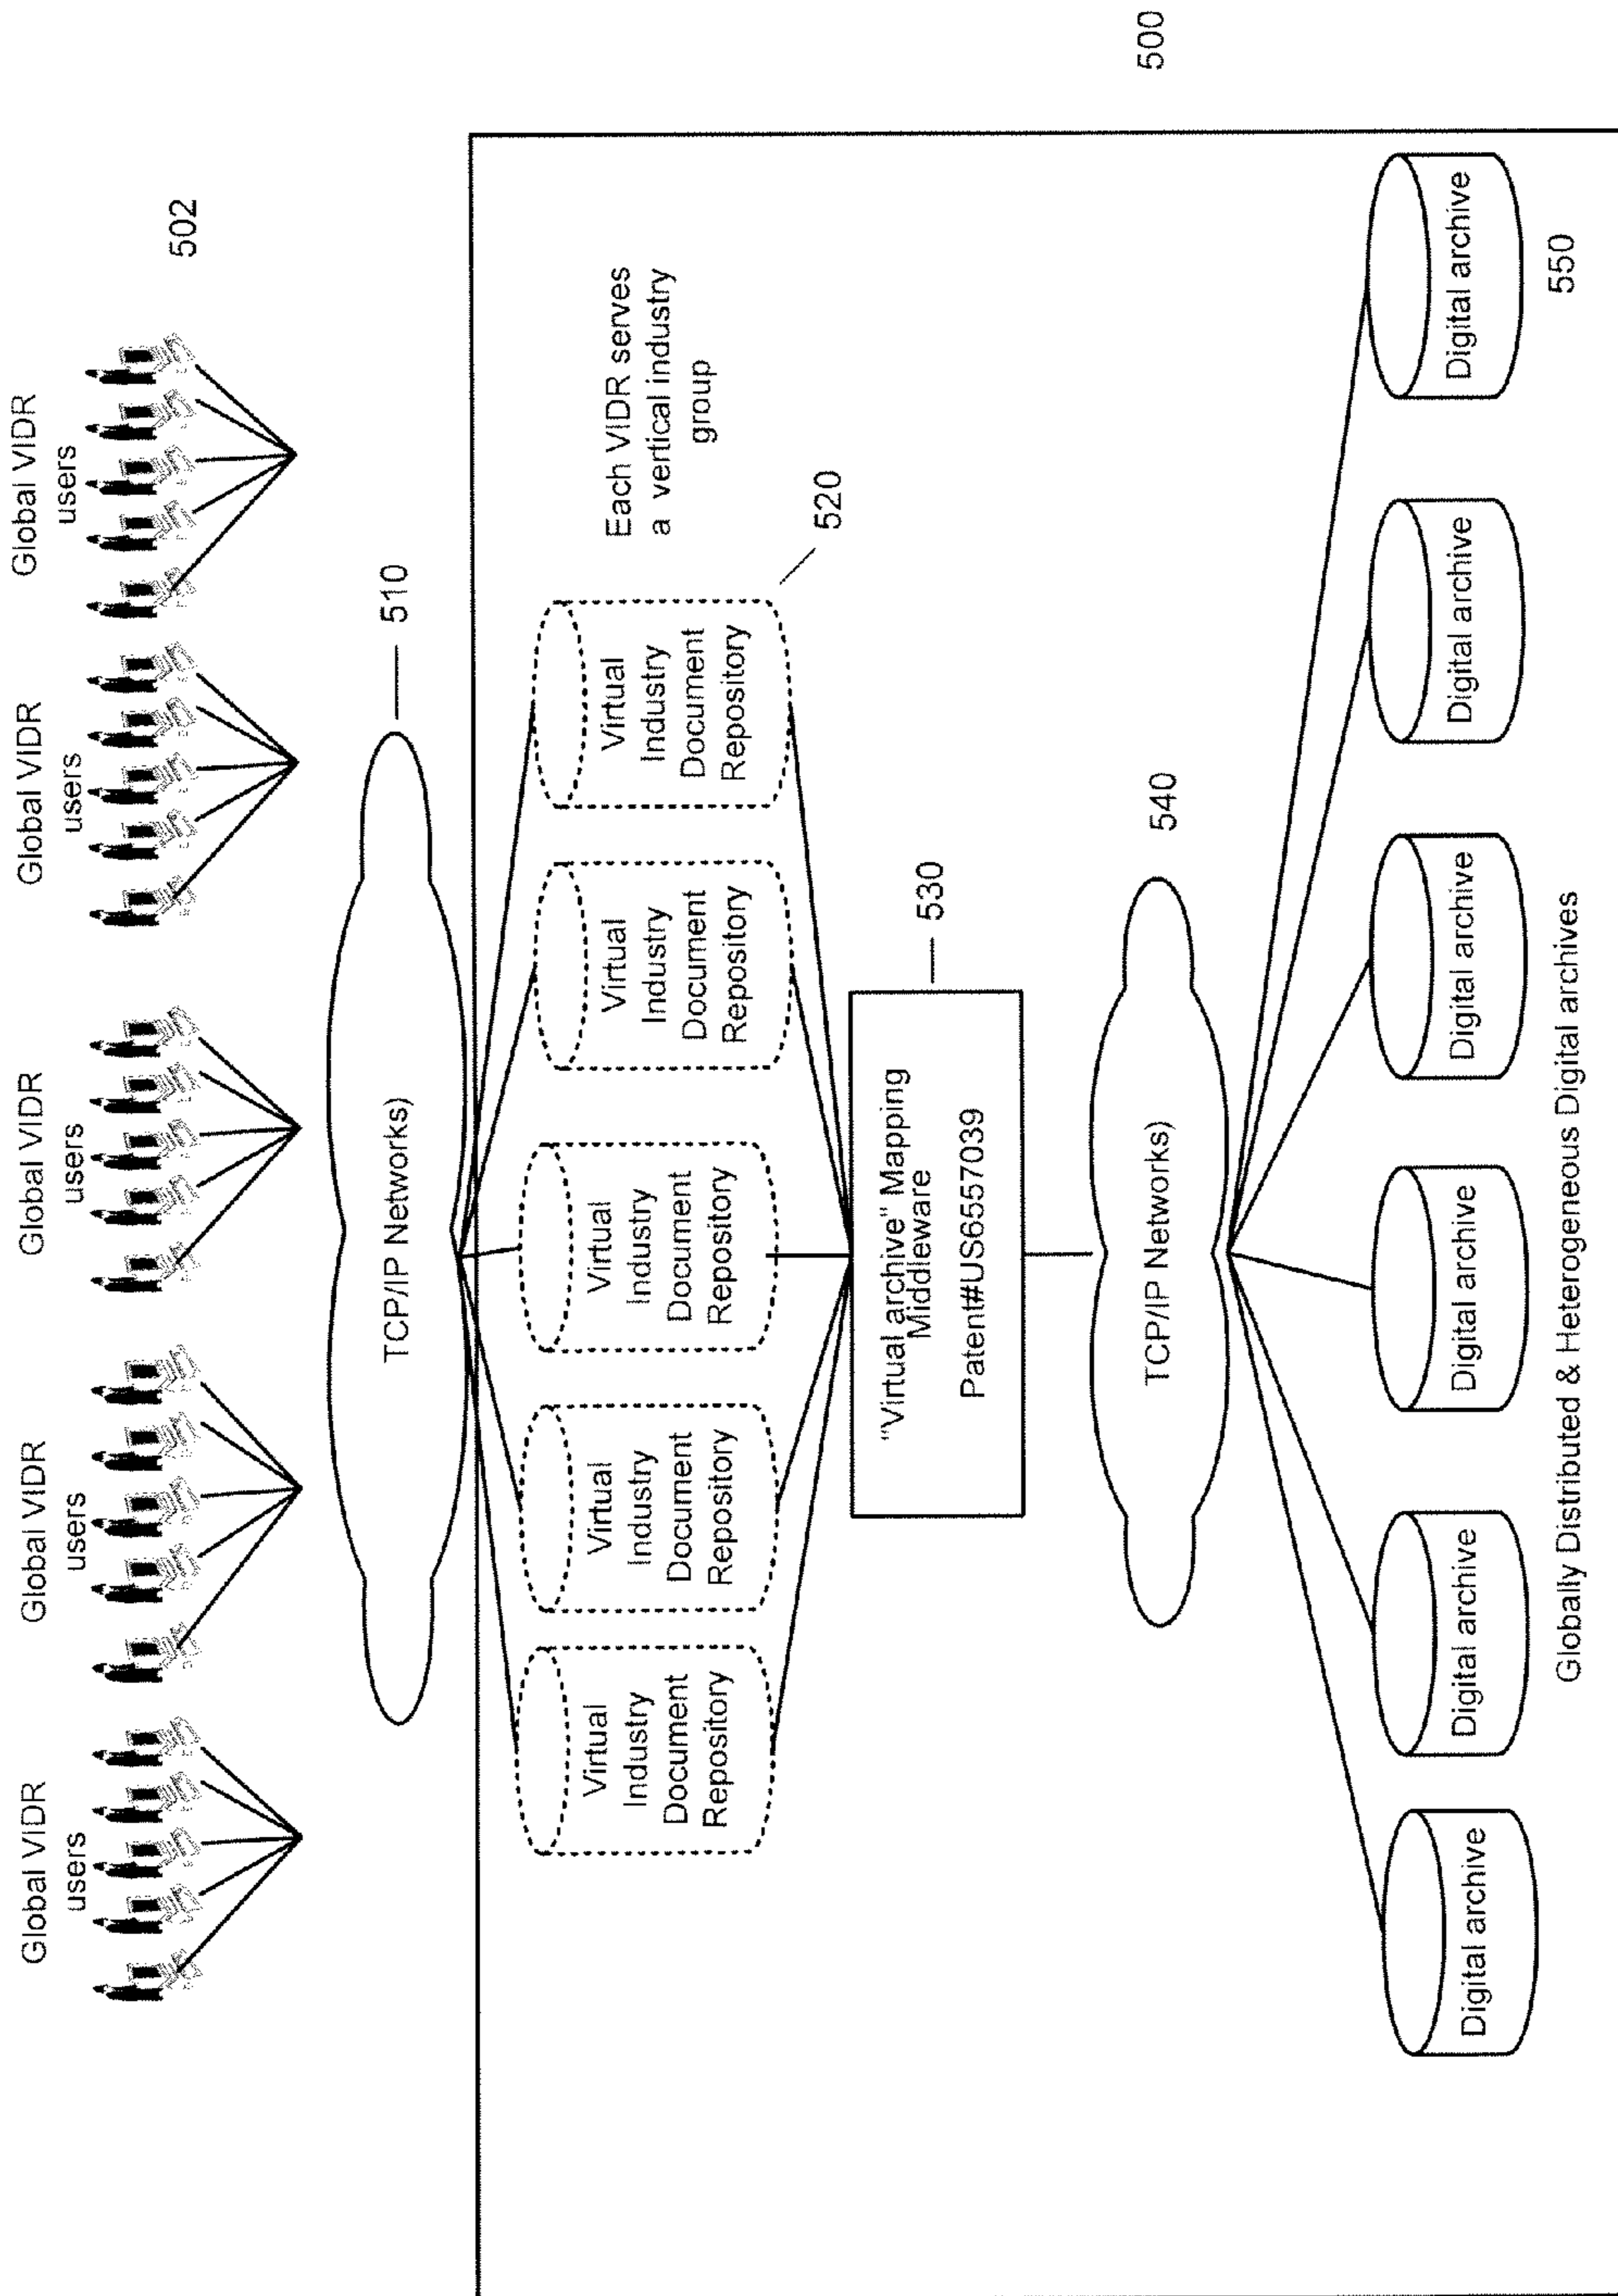 Global VIDR
users
Global VIDR
users
Global VIDR
users
Global VIDR
users
Global VIDR
users
502
TCP/IP Networks)
510
Virtual
Industry
Document
Repository
Virtual
Industry
Document
Repository
Virtual
Industry
Document
Repository
Virtual
Industry
Document
Repository
Virtual
Industry
Document
Repository
Each VIDR serves
a vertical industry
group
520
"Virtual archive" Mapping
Middleware
Patent#US6557039
530
TCP/IP Networks)
540
500
Digital archive
Digital archive
Digital archive
Digital archive
Digital archive
Digital archive
550
Globally Distributed & Heterogeneous Digital archives